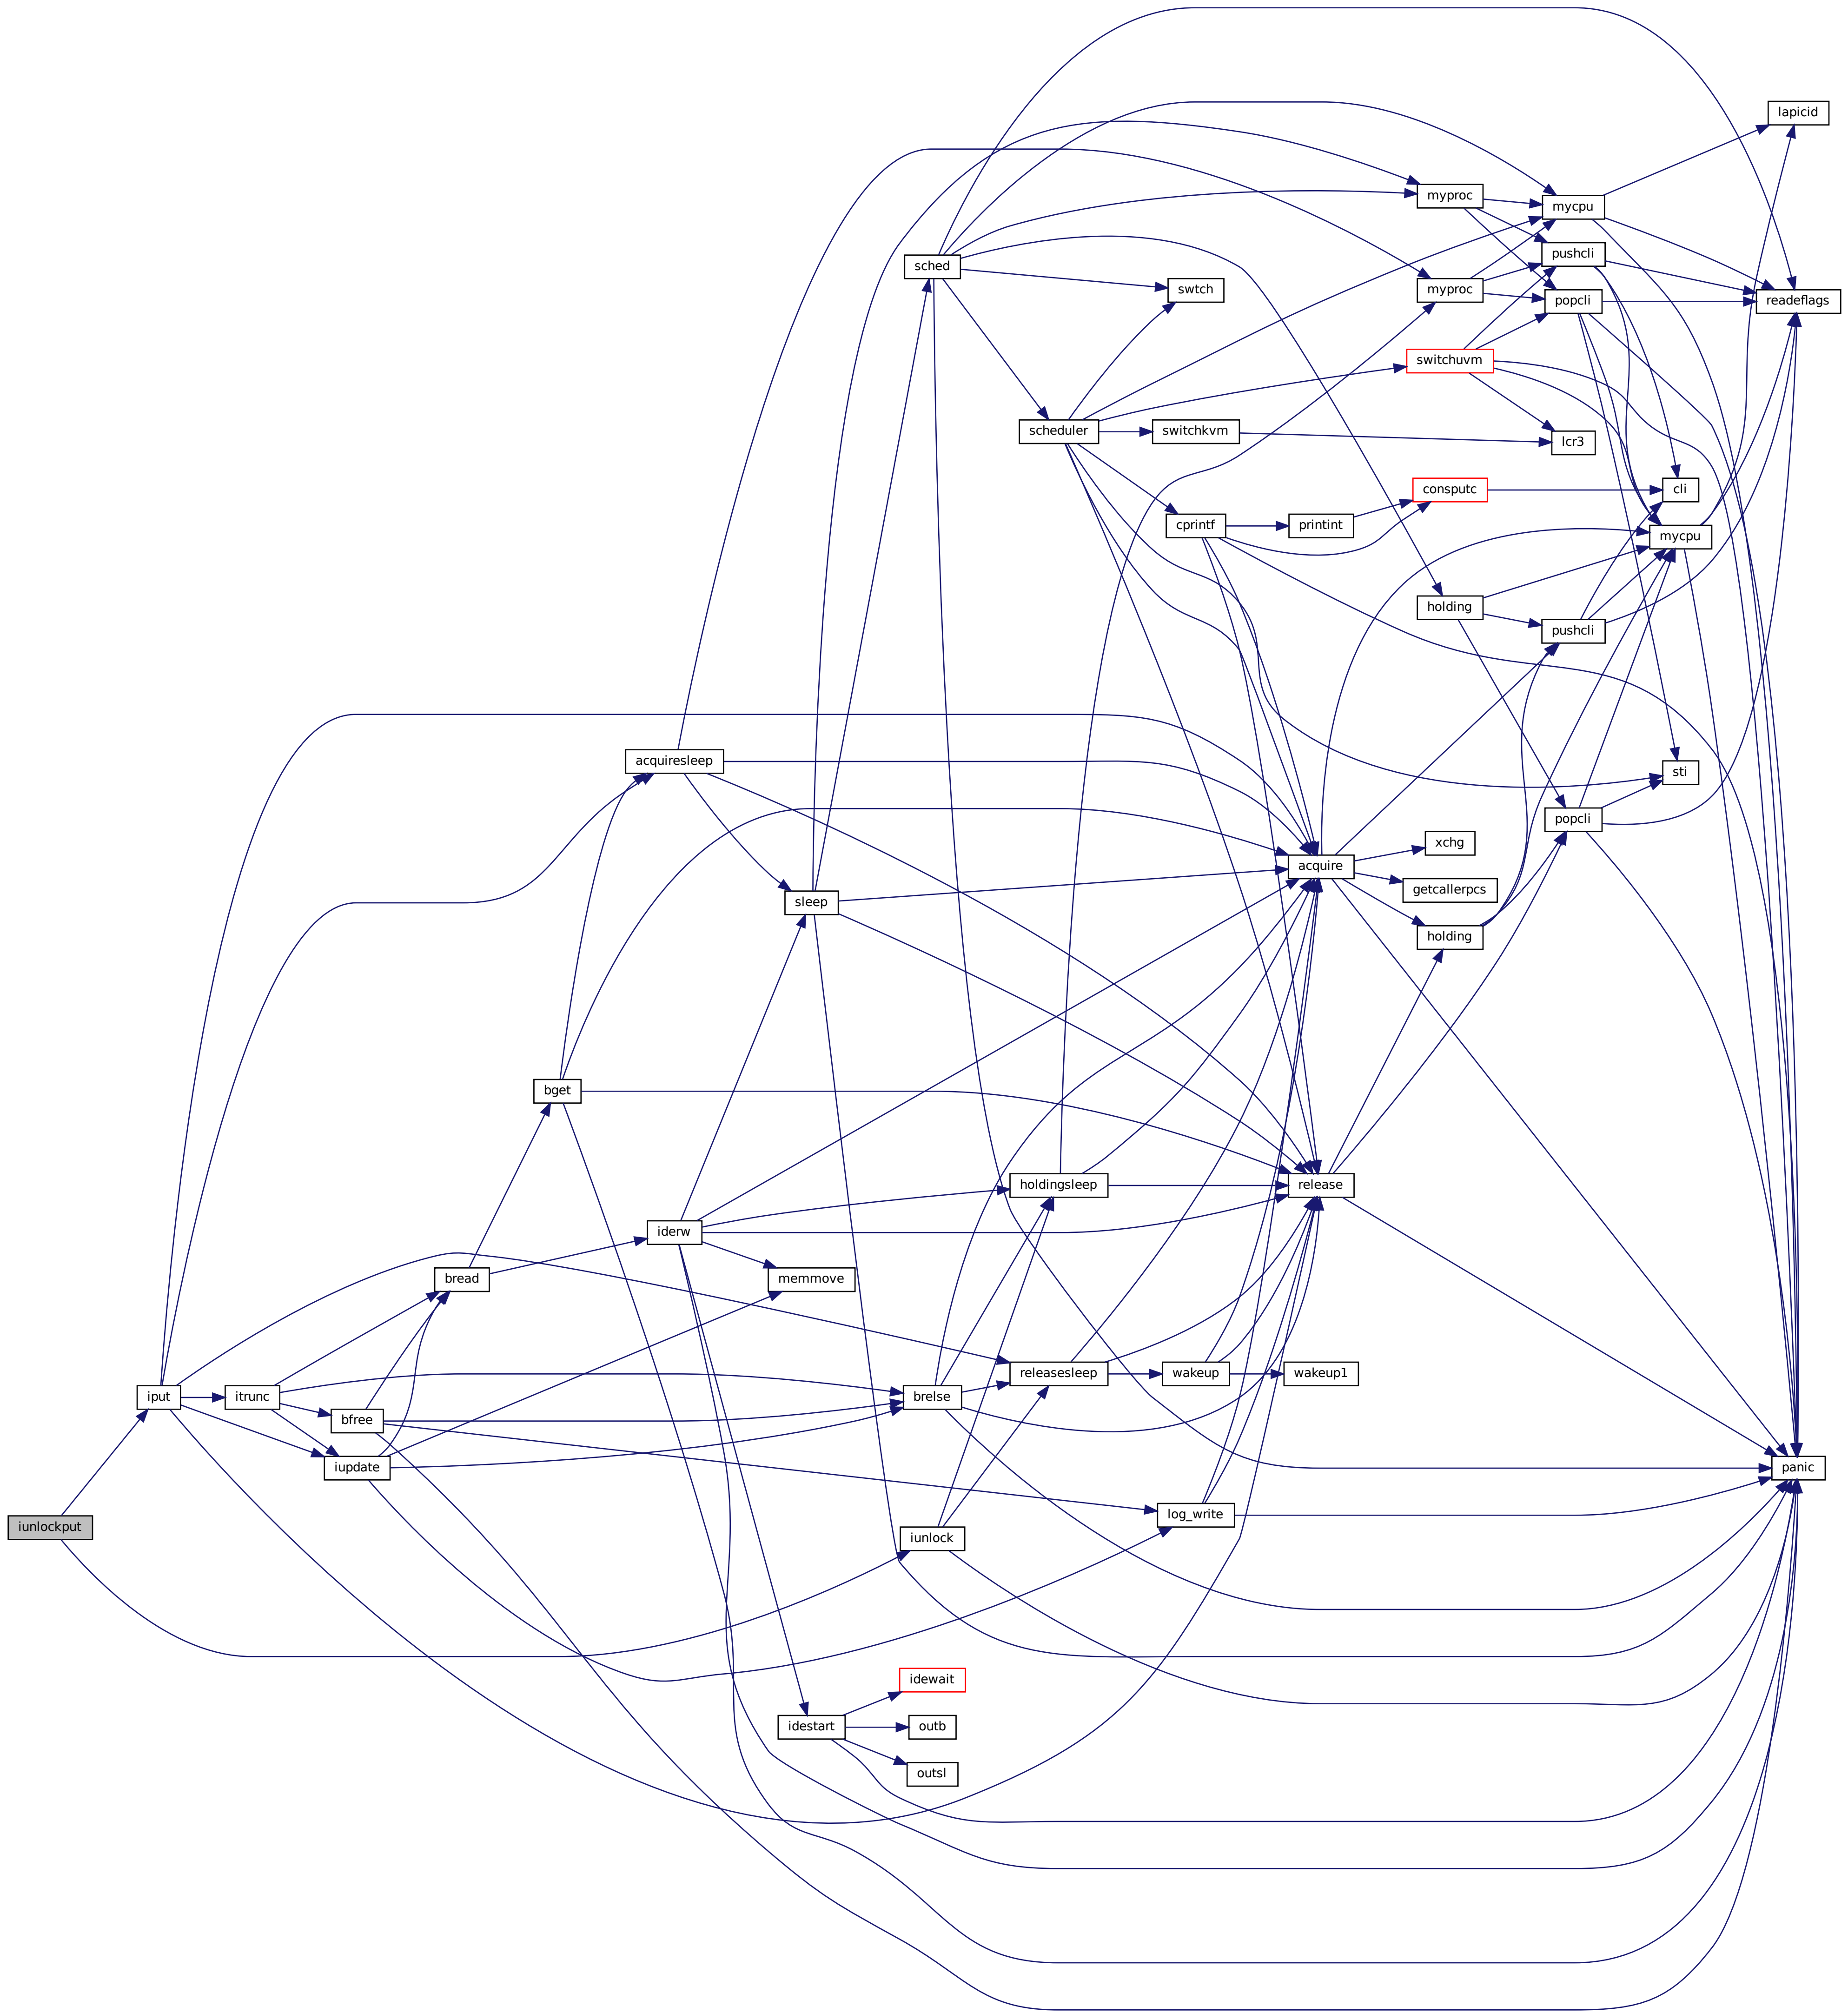 lapicid
myproc
mycpu
pushcli
sched
swtch
myproc
popcli
readeflags
switchuvm
scheduler
switchkvm
lcr3
consputc
cli
cprintf
printint
mycpu
holding
pushcli
acquiresleep
sti
popcli
xchg
acquire
getcallerpcs
sleep
holding
bget
holdingsleep
release
iderw
bread
memmove
iput
itrunc
brelse
releasesleep
wakeup
wakeup1
bfree
iupdate
panic
iunlockput
log_write
iunlock
idewait
idestart
outb
outsl